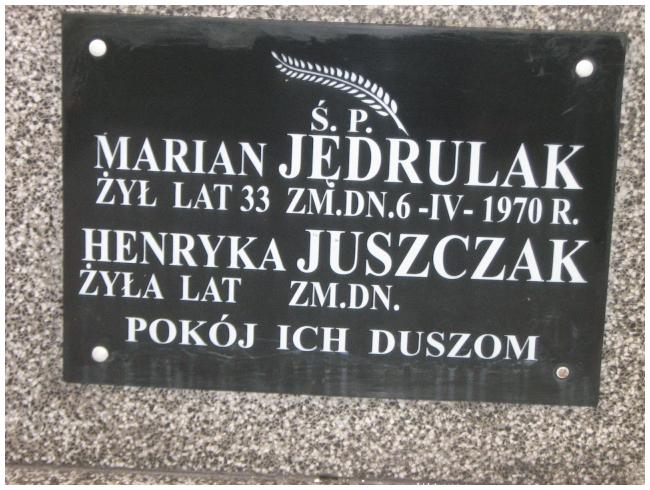 Ś. P.
MARIAN JĘDRULAK
ŻYŁ LAT 33 ZM.DN.6 -IV- 1970 R.
HENRYKA JUSZCZAK
ŻYŁA LAT ZM.DN.
POKÓJ ICH DUSZOM